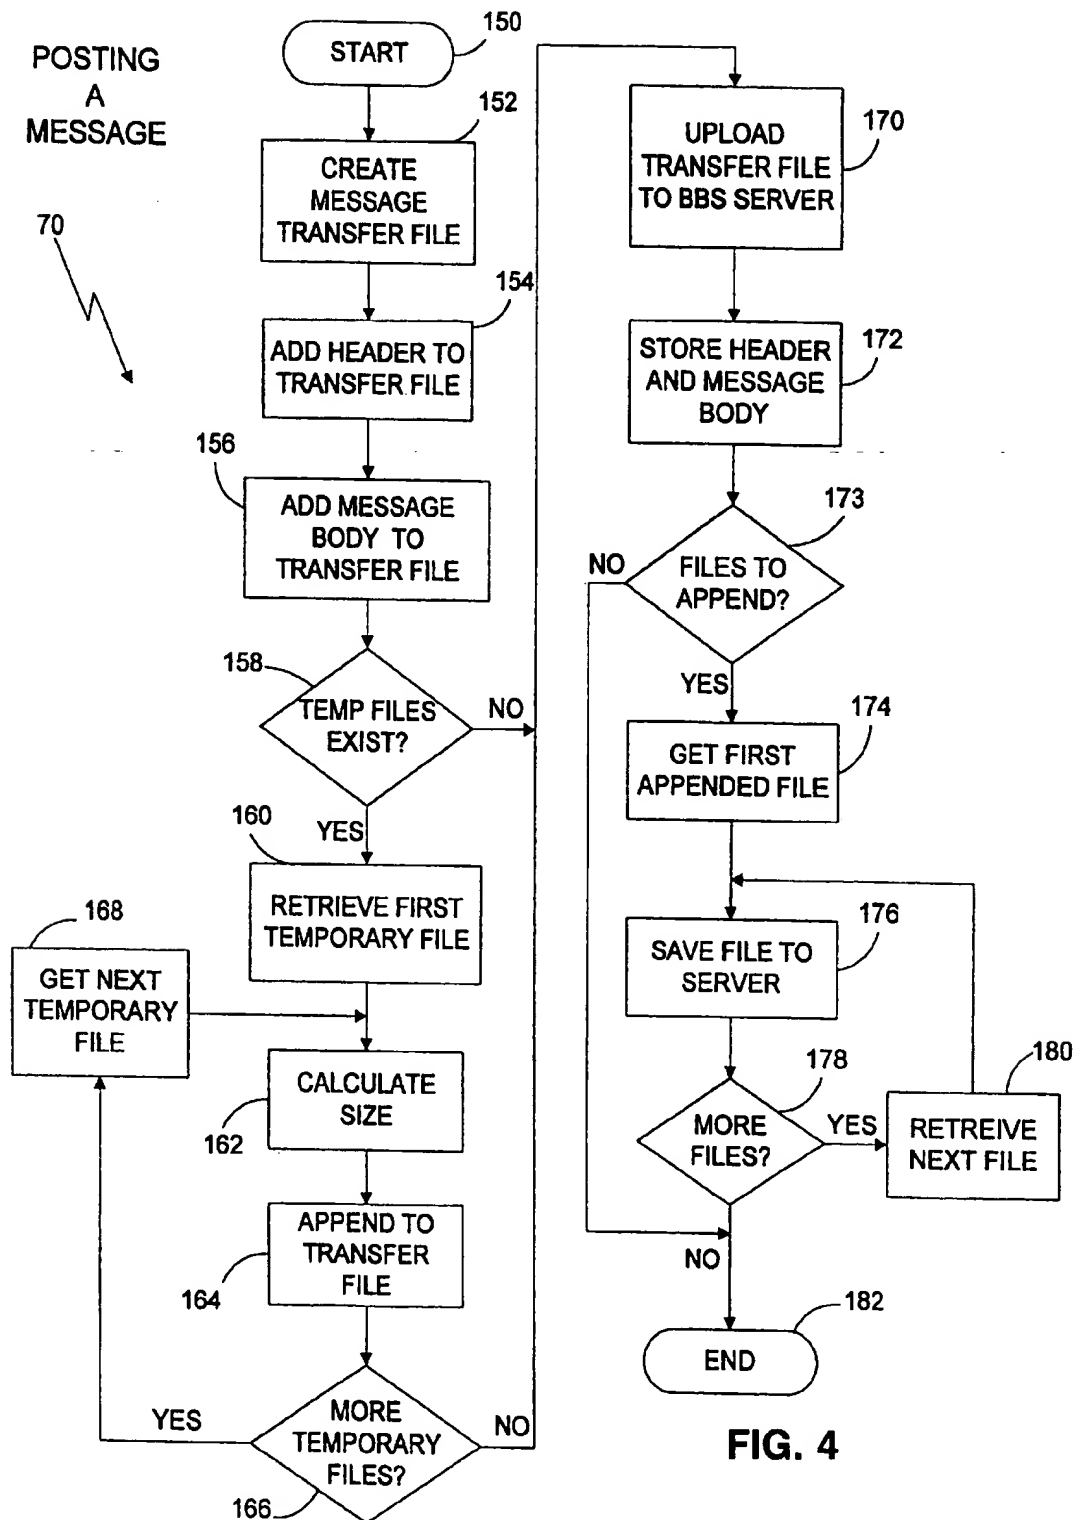 POSTING
A
MESSAGE
70
START
150
152
CREATE
MESSAGE
TRANSFER FILE
154
ADD HEADER TO
TRANSFER FILE
156
ADD MESSAGE
BODY TO
TRANSFER FILE
158
TEMP FILES
EXIST?
NO
YES
160
RETRIEVE FIRST
TEMPORARY FILE
168
GET NEXT
TEMPORARY
FILE
CALCULATE
SIZE
162
APPEND TO
TRANSFER
FILE
164
YES
MORE
TEMPORARY
FILES?
NO
166
UPLOAD
TRANSFER FILE
TO BBS SERVER
170
STORE HEADER
AND MESSAGE
BODY
172
173
NO
FILES TO
APPEND?
YES
174
GET FIRST
APPENDED FILE
176
SAVE FILE TO
SERVER
178
MORE
FILES?
YES
180
RETREIVE
NEXT FILE
NO
182
END
FIG. 4